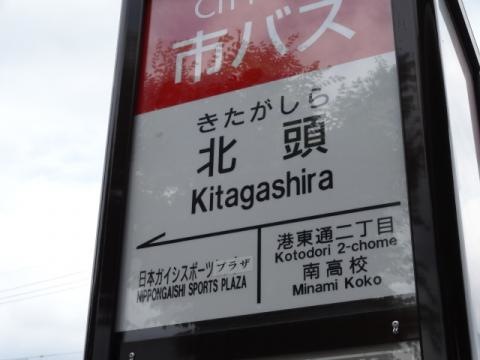 市バス
きたがしら
北頭
Kitagashira
日本ガイシスポーツプラザ
NIPPONGAISHI SPORTS PLAZA
港東通二丁目
Kotodori 2-chome
南高校
Minami Koko